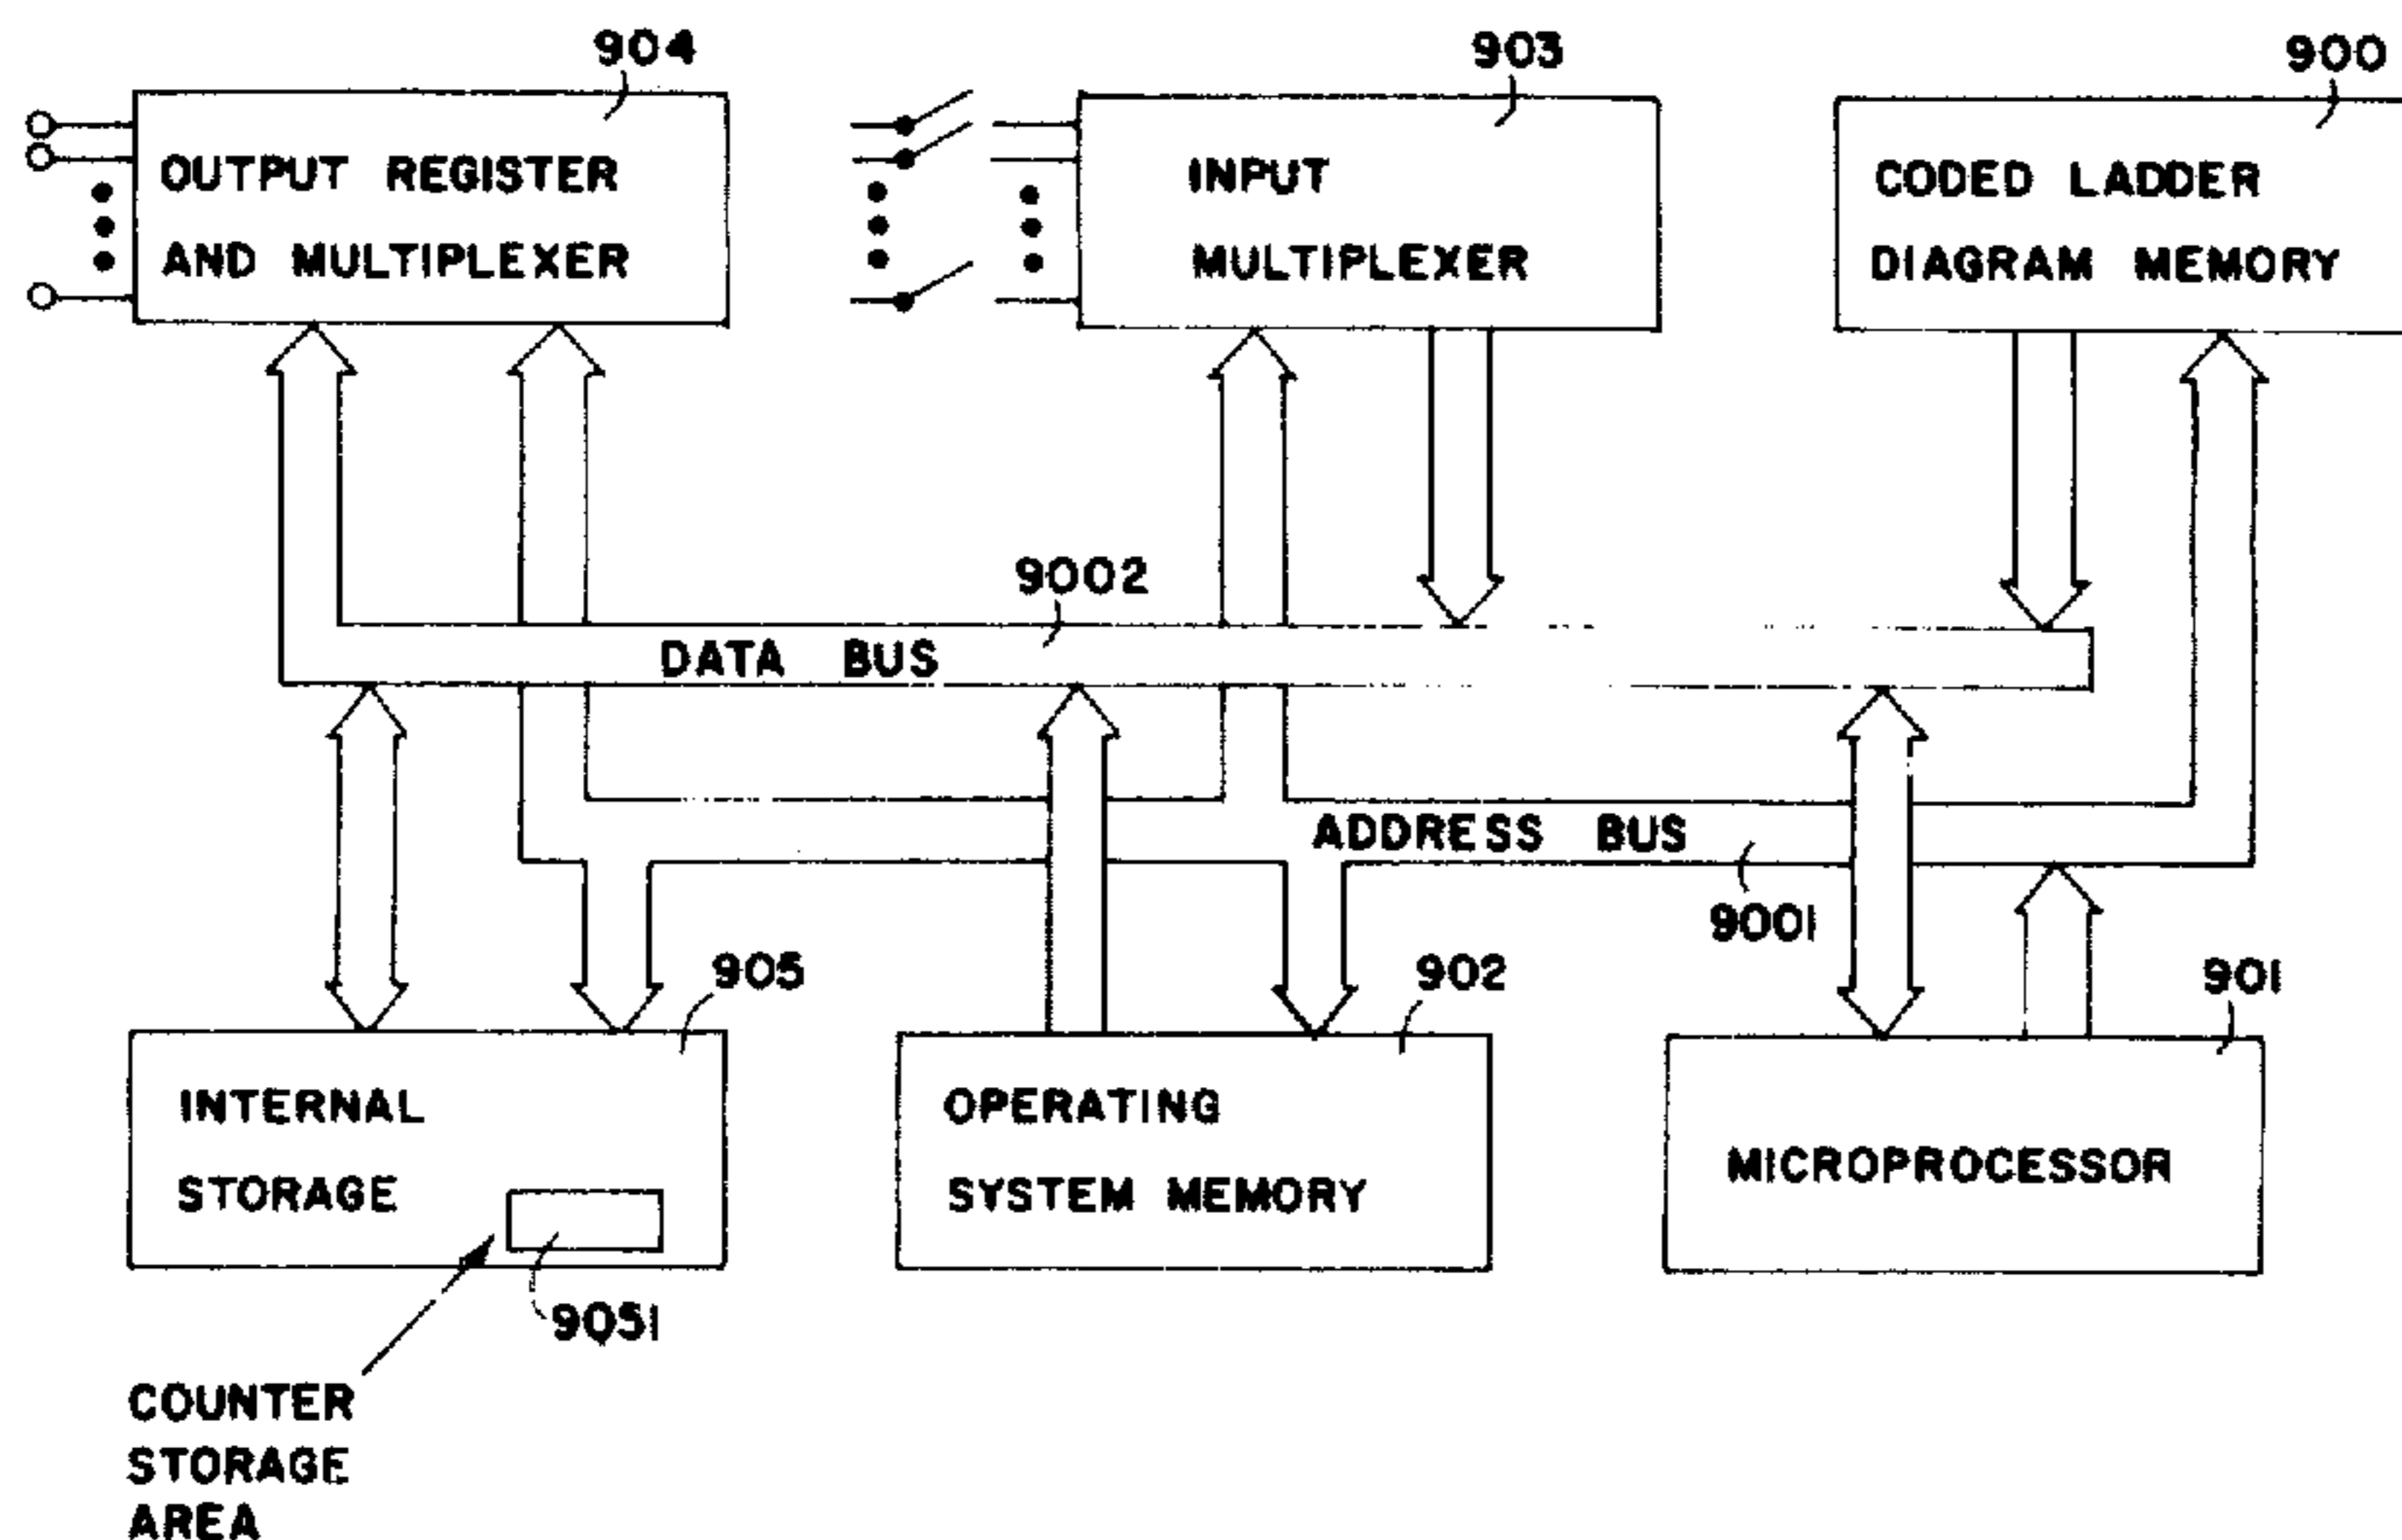 904
903
900
OUTPUT REGISTER
AND MULTIPLEXER
INPUT
MULTIPLEXER
CODED LADDER
DIAGRAM MEMORY
9002
DATA BUS
ADDRESS BUS
9001
905
902
901
INTERNAL
STORAGE
OPERATING
SYSTEM MEMORY
MICROPROCESSOR
9051
COUNTER
STORAGE
AREA